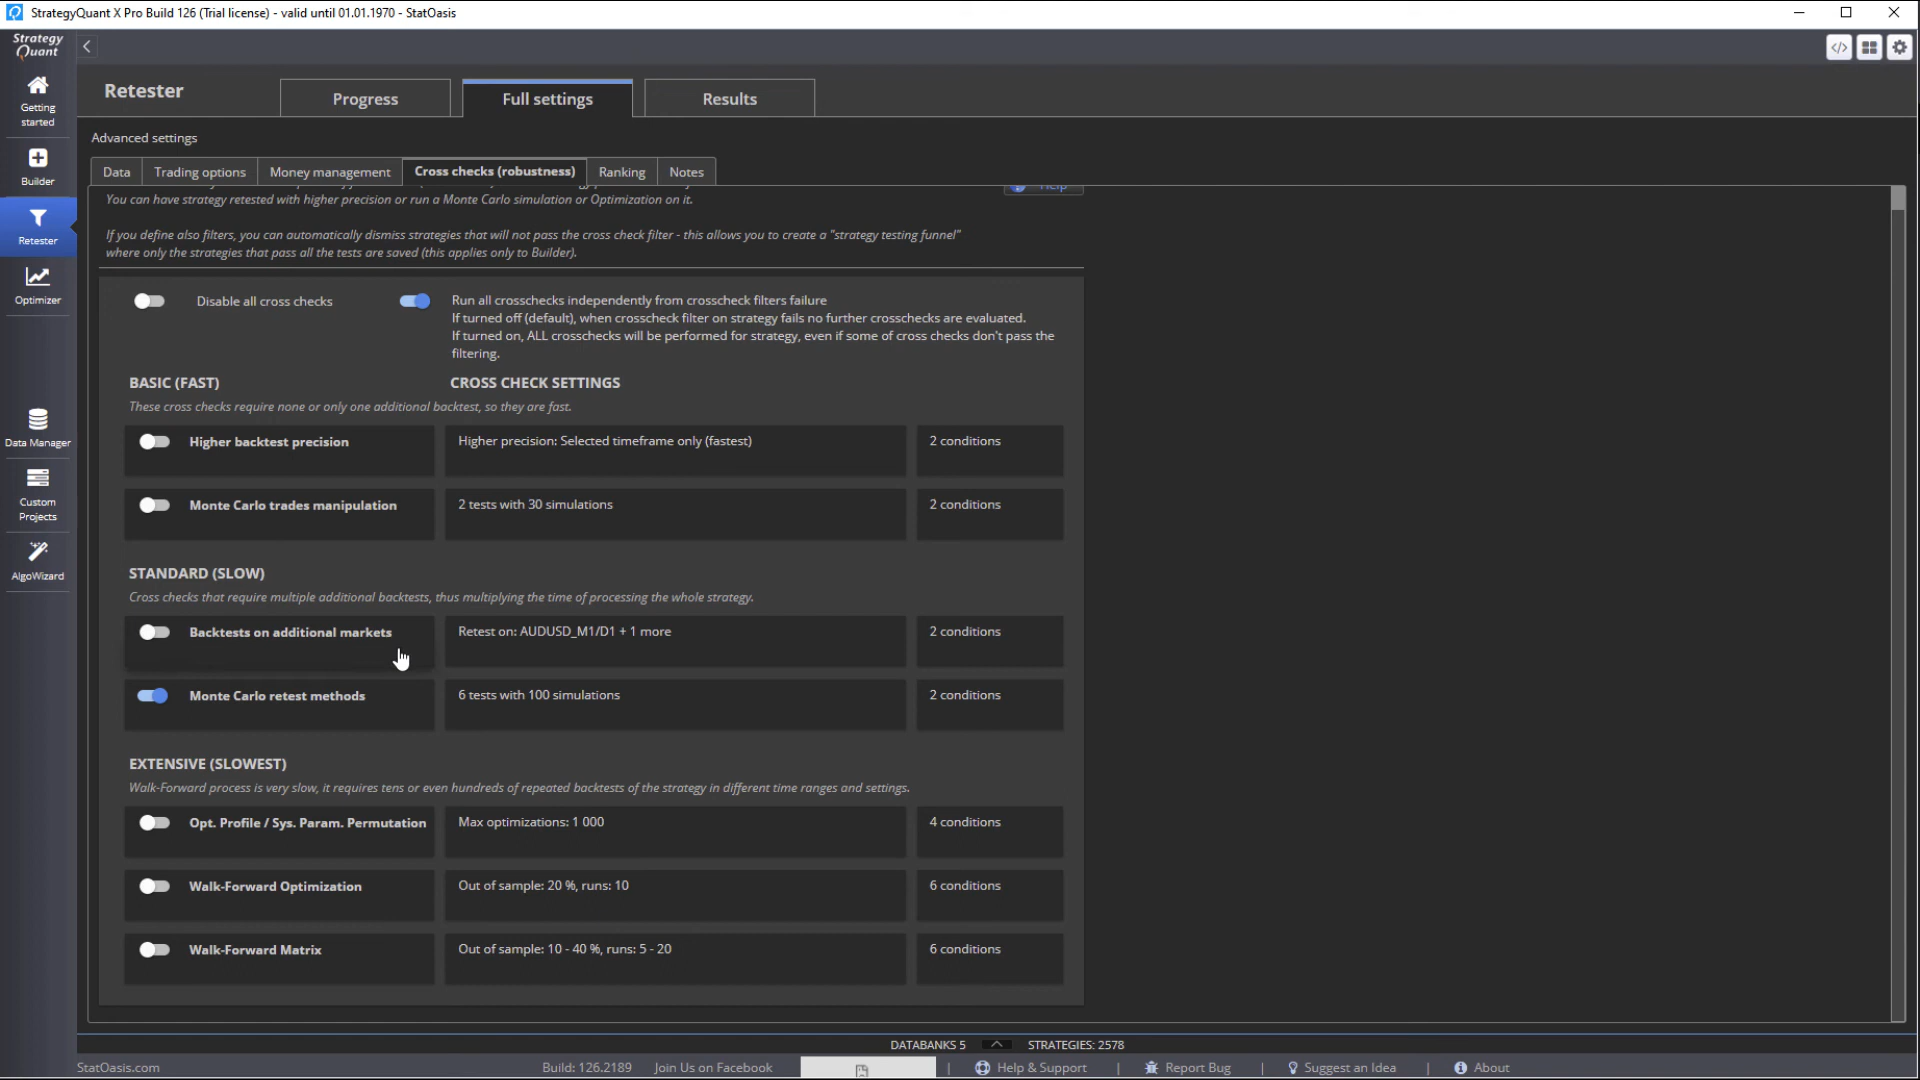 StrategyQuant X Pro Build 126 (Trial license) - valid until 01.01.1970 - StatOasis
Strategy
Quant
Getting
started
Builder
Retester
Optimizer
Data Manager
Custom
Projects
AlgoWizard
Retester
Progress
Full settings
Results
Advanced settings
Data
Trading options
Money management
Cross checks (robustness)
Ranking
Notes
Help
You can have strategy retested with higher precision or run a Monte Carlo simulation or Optimization on it.
If you define also filters, you can automatically dismiss strategies that will not pass the cross check filter - this allows you to create a "strategy testing funnel"
where only the strategies that pass all the tests are saved (this applies only to Builder).
Disable all cross checks
Run all crosschecks independently from crosscheck filters failure
If turned off (default), when crosscheck filter on strategy fails no further crosschecks are evaluated.
If turned on, ALL crosschecks will be performed for strategy, even if some of cross checks don't pass the
filtering.
BASIC (FAST)
CROSS CHECK SETTINGS
These cross checks require none or only one additional backtest, so they are fast.
Higher backtest precision
Higher precision: Selected timeframe only (fastest)
2 conditions
Monte Carlo trades manipulation
2 tests with 30 simulations
2 conditions
STANDARD (SLOW)
Cross checks that require multiple additional backtests, thus multiplying the time of processing the whole strategy.
Backtests on additional markets
Retest on: AUDUSD_M1/D1 + 1 more
2 conditions
Monte Carlo retest methods
6 tests with 100 simulations
2 conditions
EXTENSIVE (SLOWEST)
Walk-Forward process is very slow, it requires tens or even hundreds of repeated backtests of the strategy in different time ranges and settings.
Opt. Profile / Sys. Param. Permutation
Max optimizations: 1 000
4 conditions
Walk-Forward Optimization
Out of sample: 20 %, runs: 10
6 conditions
Walk-Forward Matrix
Out of sample: 10 - 40 %, runs: 5 - 20
6 conditions
DATABANKS 5
STRATEGIES: 2578
StatOasis.com
Build: 126.2189
Join Us on Facebook
Help & Support
Report Bug
Suggest an Idea
About